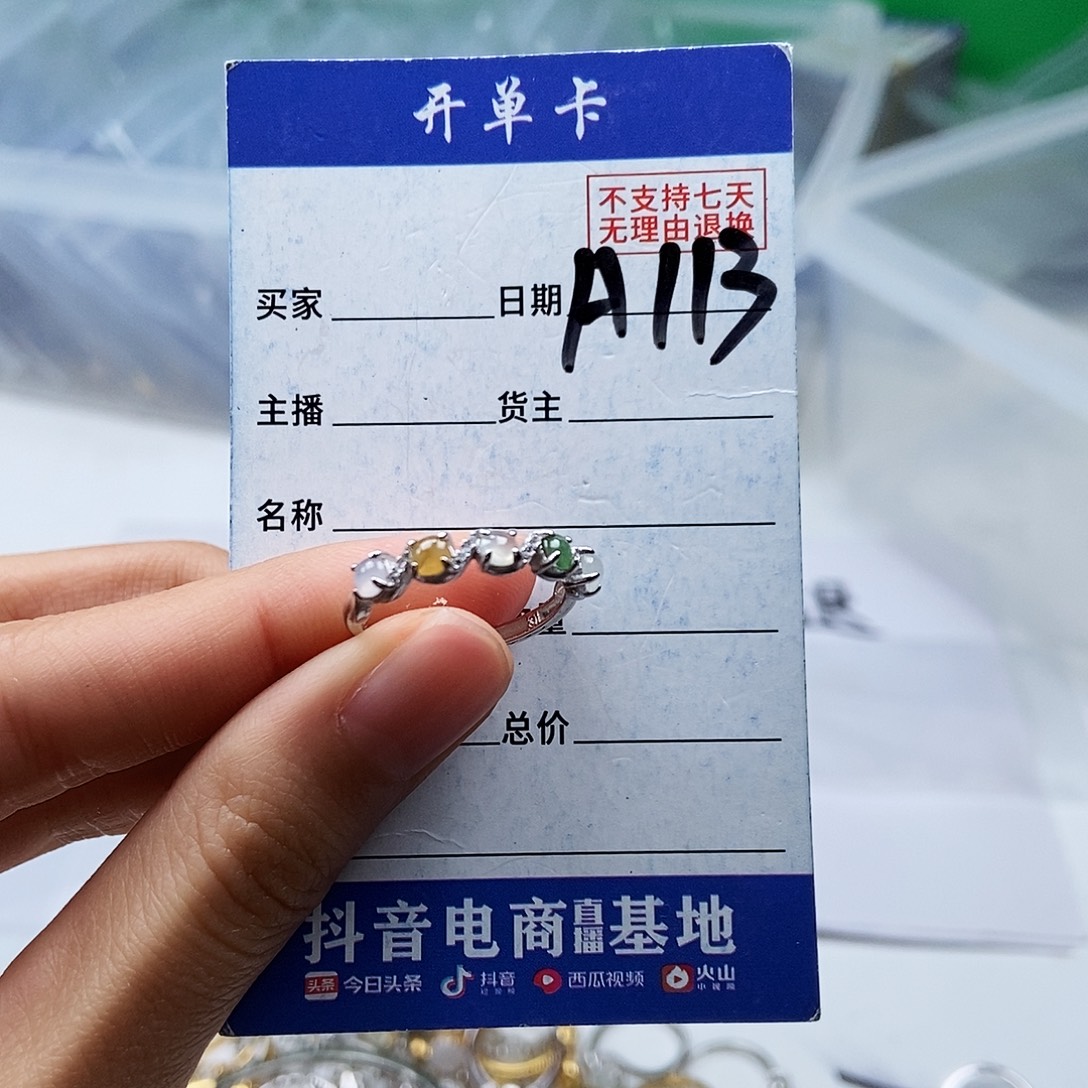 开单卡
不支持七天
无理由退换
A113
买家 日期
主播 货主
名称
总价
抖音电商直播基地
头条 今日头条 抖音 西瓜视频 火山